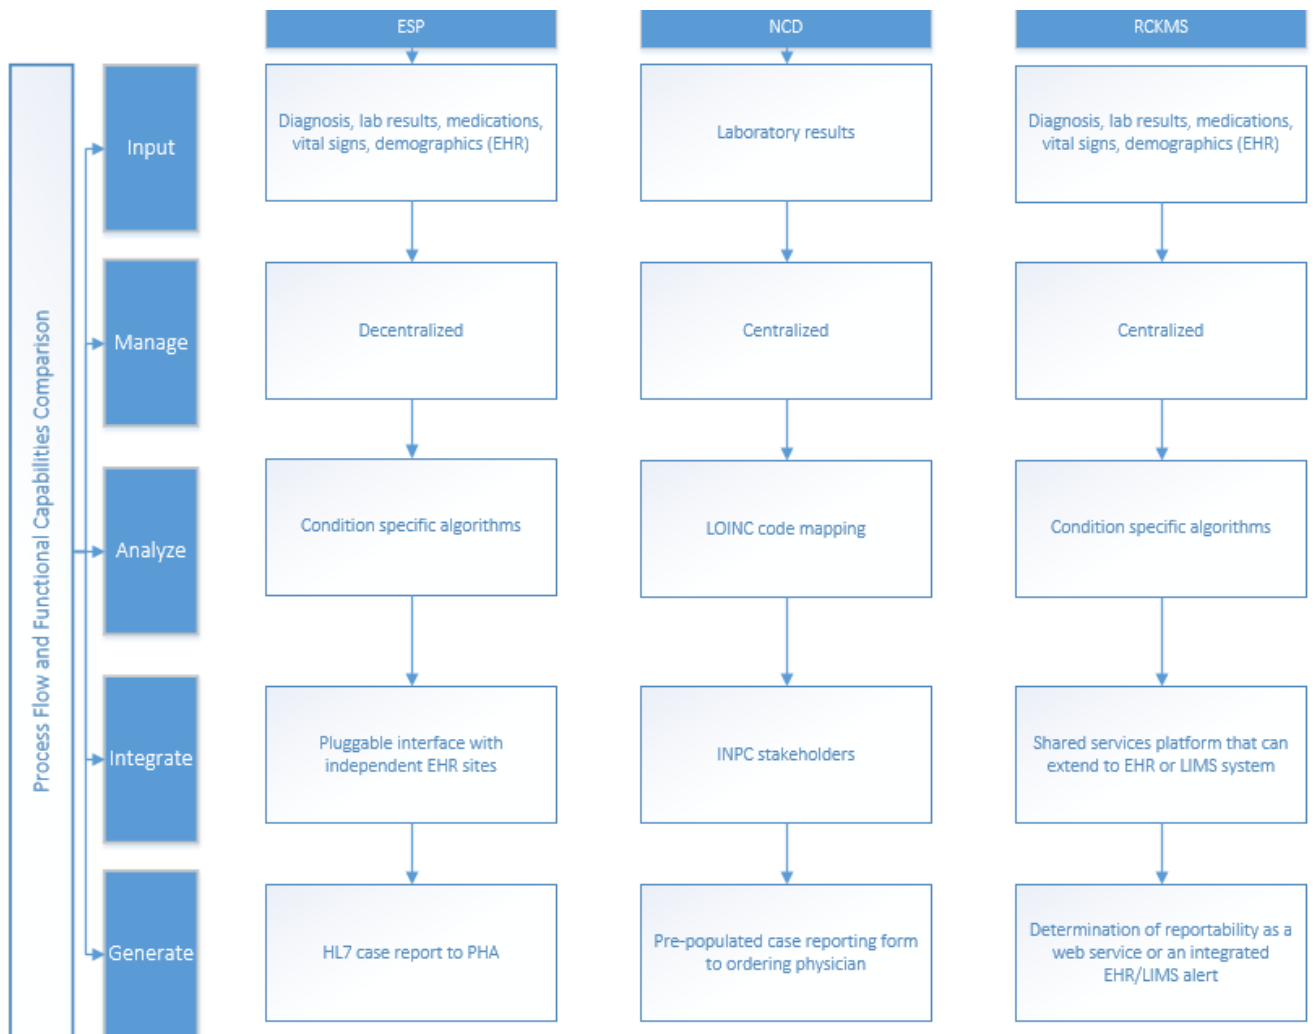 ESP
NCD
RCKMS
Process Flow and Functional Capabilities Comparison
Input
Diagnosis, lab results, medications,
vital signs, demographics (EHR)
Laboratory results
Diagnosis, lab results, medications,
vital signs, demographics (EHR)
Manage
Decentralized
Centralized
Centralized
Analyze
Condition specific algorithms
LOINC code mapping
Condition specific algorithms
Integrate
Pluggable interface with
independent EHR sites
INPC stakeholders
Shared services platform that can
extend to EHR or LIMS system
Generate
HL7 case report to PHA
Pre-populated case reporting form
to ordering physician
Determination of reportability as a
web service or an integrated
EHR/LIMS alert